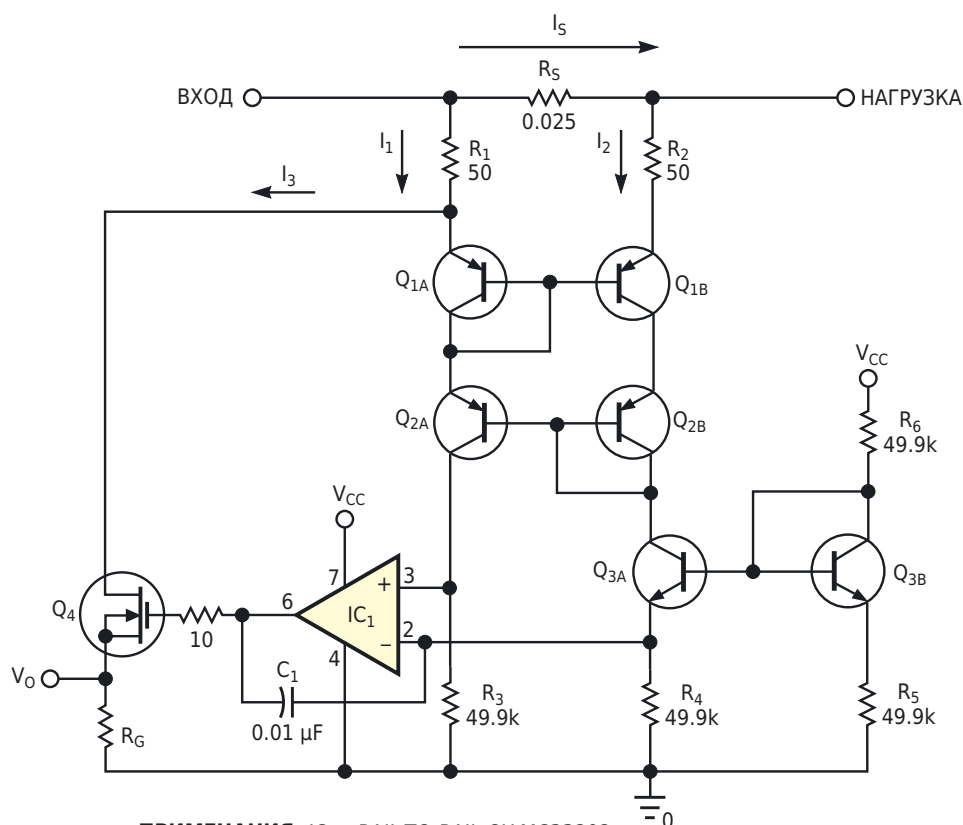 I_S
R_S
ВХОД
НАГРУЗКА
0.025
I_1
R_1
50
I_2
R_2
50
I_3
Q_1A
Q_1B
V_CC
Q_2A
Q_2B
R_6
49.9k
V_CC
7
3
+
Q_3A
Q_3B
Q_4
6
IC_1
10
2
–
4
V_O
C_1
0.01 µF
R_G
R_3
49.9k
R_4
49.9k
R_5
49.9k
0